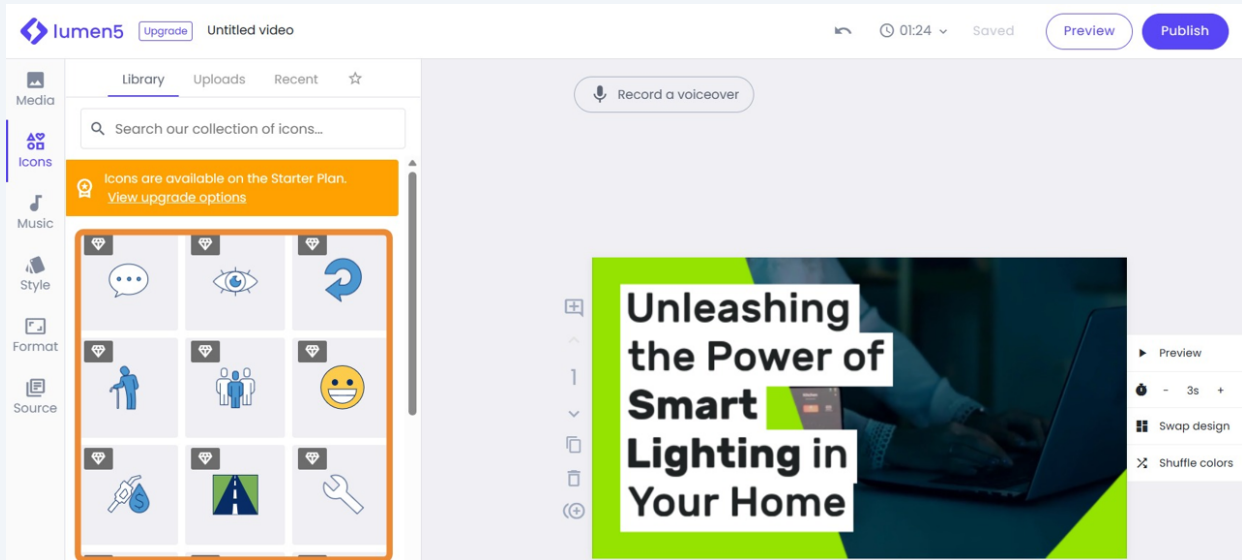 lumen5 Upgrade Untitled video 01:24 Saved Preview Publish
Library Uploads Recent
Media
Icons
Music
Style
Format
Source
Search our collection of icons...
Icons are available on the Starter Plan.
View upgrade options
Record a voiceover
1
Unleashing
the Power of
Smart
Lighting in
Your Home
Preview
- 3s +
Swap design
Shuffle colors